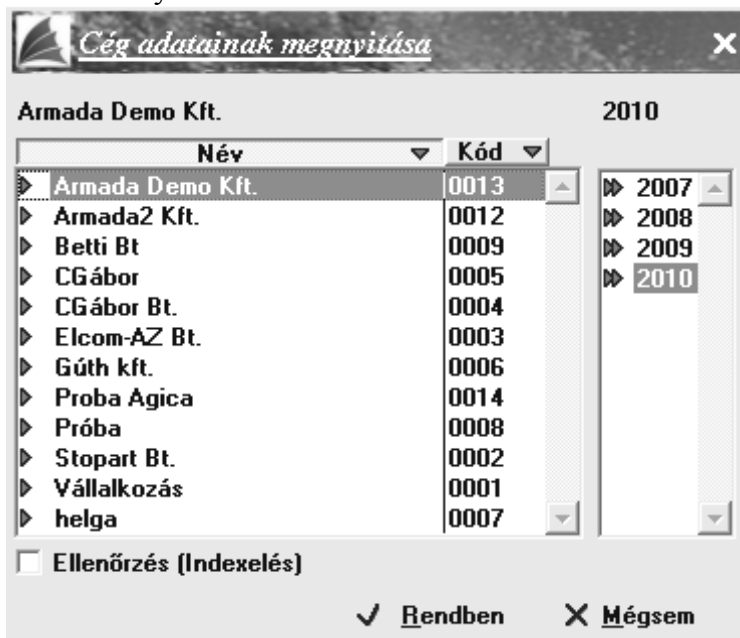 Cég adatainak megnyitása
Armada Demo Kft. 2010
Név Kód
Armada Demo Kft. 0013 2007
Armada2 Kft. 0012 2008
Betti Bt 0009 2009
CGábor 0005 2010
CGábor Bt. 0004
Elcom-AZ Bt. 0003
Gúth kft. 0006
Proba Agica 0014
Próba 0008
Stopart Bt. 0002
Vállalkozás 0001
helga 0007
Ellenőrzés (Indexelés)
Rendben Mégsem